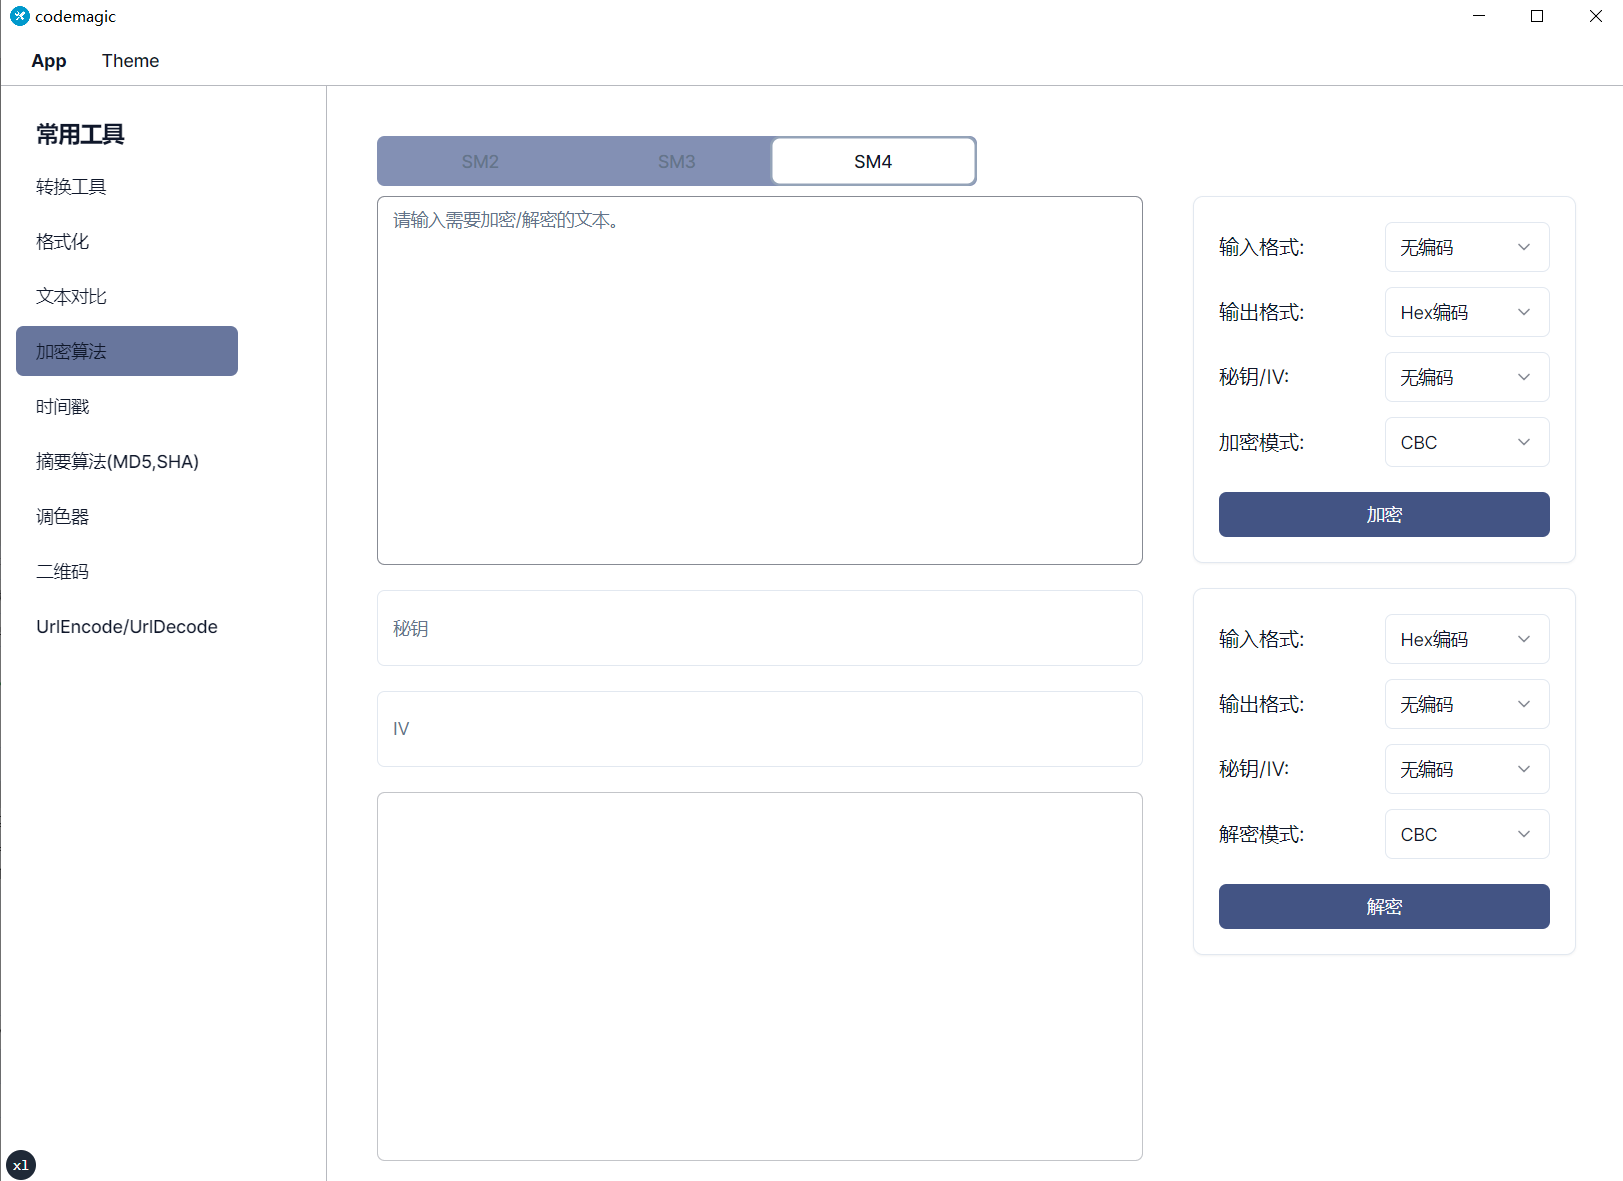 codemagic
App Theme
常用工具
转换工具
格式化
文本对比
加密算法
时间戳
摘要算法(MD5,SHA)
调色器
二维码
UrlEncode/UrlDecode
xl
SM2 SM3 SM4
请输入需要加密/解密的文本。
秘钥
IV
输入格式: 无编码
输出格式: Hex编码
秘钥/IV: 无编码
加密模式: CBC
加密
输入格式: Hex编码
输出格式: 无编码
秘钥/IV: 无编码
解密模式: CBC
解密